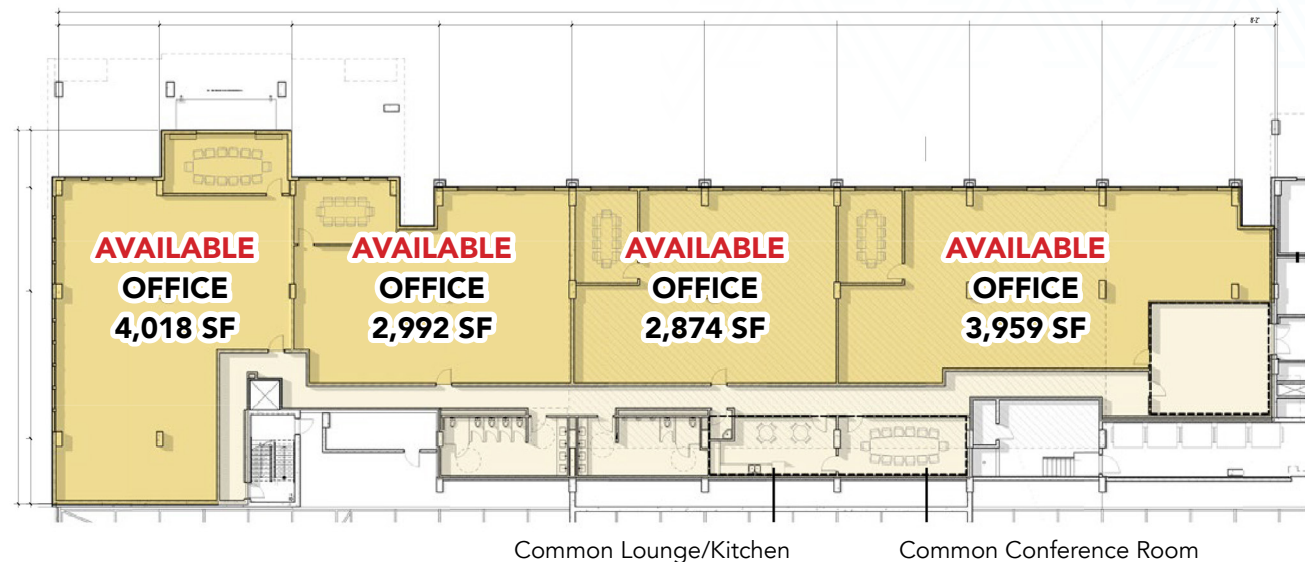 AVAILABLE
OFFICE
4,018 SF
AVAILABLE
OFFICE
2,992 SF
AVAILABLE
OFFICE
2,874 SF
AVAILABLE
OFFICE
3,959 SF
Common Lounge/Kitchen
Common Conference Room